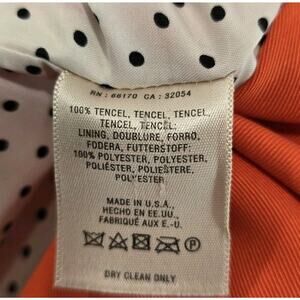 RN : 66170 CA : 32054
100% TENCEL, TENCEL,
TENCEL, TENCEL,
TENCEL, TENCEL;
LINING, DOUBLURE, FORRO,
FODERA, FUTTERSTOFF:
100% POLYESTER, POLYESTER,
POLIÉSTER, POLIESTERE,
POLYESTER
MADE IN U.S.A.
HECHO EN EE.UU.,
FABRIQUÉ AUX E.-U.
P
DRY CLEAN ONLY